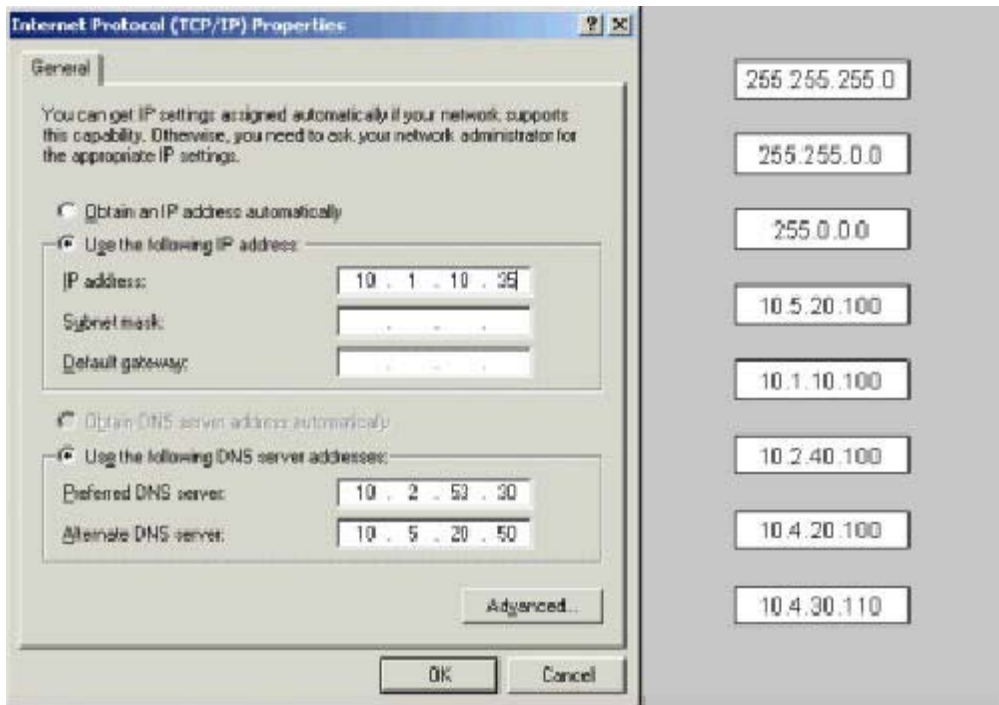 Internet Protocol (TCP/IP) Properties
General
You can get IP settings assigned automatically if your network supports
this capability. Otherwise, you need to ask your network administrator for
the appropriate IP settings.
Obtain an IP address automatically
Use the following IP address:
IP address: 10 . 1 . 10 . 35
Subnet mask: . . .
Default gateway: . . .
Obtain DNS server address automatically
Use the following DNS server addresses:
Preferred DNS server: 10 . 2 . 53 . 30
Alternate DNS server: 10 . 5 . 20 . 50
Advanced...
OK Cancel
255.255.255.0
255.255.0.0
255.0.0.0
10.5.20.100
10.1.10.100
10.2.40.100
10.4.20.100
10.4.30.110